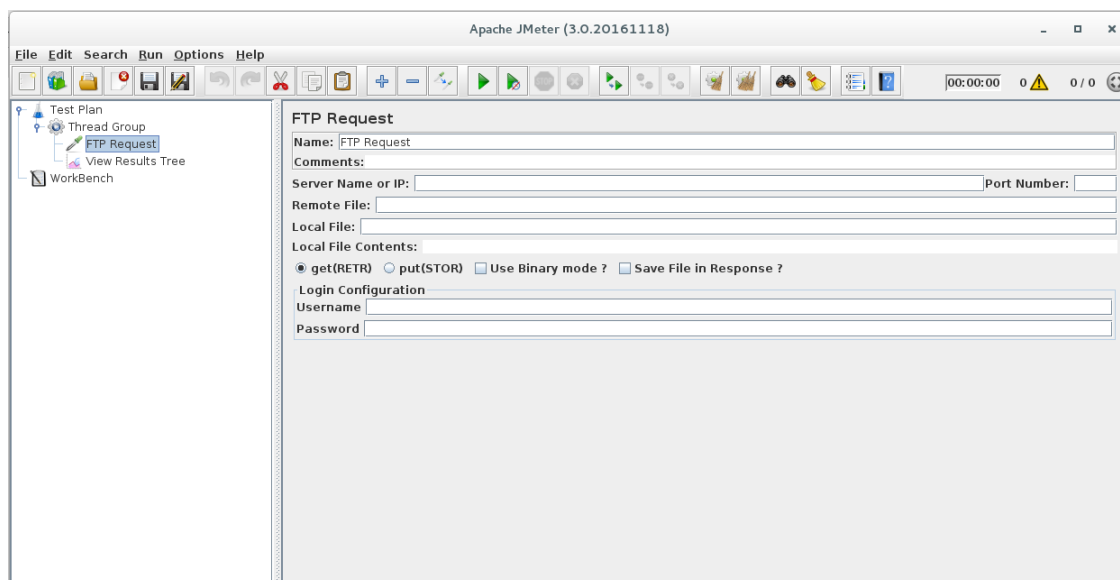 Apache JMeter (3.0.20161118)
File Edit Search Run Options Help
00:00:00 0 0 / 0
Test Plan
Thread Group
FTP Request
View Results Tree
WorkBench
FTP Request
Name: FTP Request
Comments:
Server Name or IP: Port Number:
Remote File:
Local File:
Local File Contents:
get(RETR) put(STOR) Use Binary mode ? Save File in Response ?
Login Configuration
Username
Password